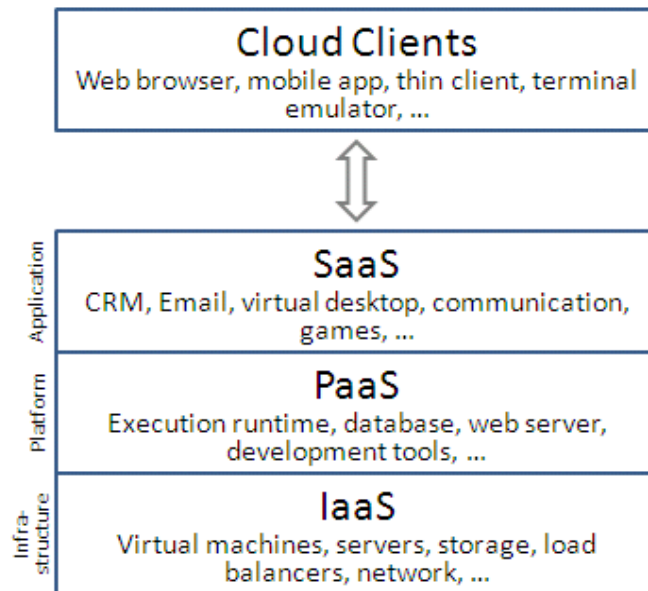 Cloud Clients
Web browser, mobile app, thin client, terminal
emulator, ...
Application
SaaS
CRM, Email, virtual desktop, communication,
games, ...
Platform
PaaS
Execution runtime, database, web server,
development tools, ...
Infra-
structure
IaaS
Virtual machines, servers, storage, load
balancers, network, ...